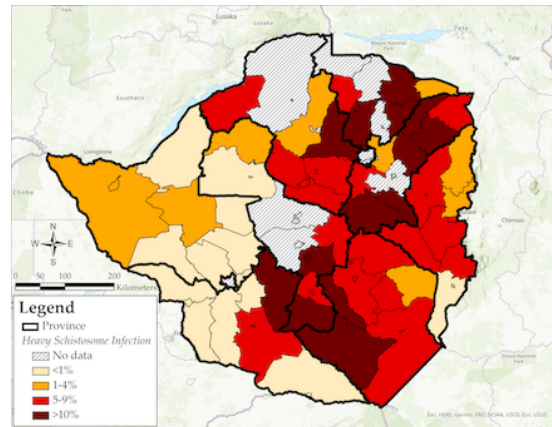 Lusaka
Tete
Southern
Livingstone
Chobe
Chimoio
N
W
E
S
0 50 100 200
Kilometers
Legend
Province
Heavy Schistosome Infection
No data
<1%
1-4%
5-9%
>10%
Esri, HERE, Garmin, FAO, NOAA, USGS, Esri, USGS